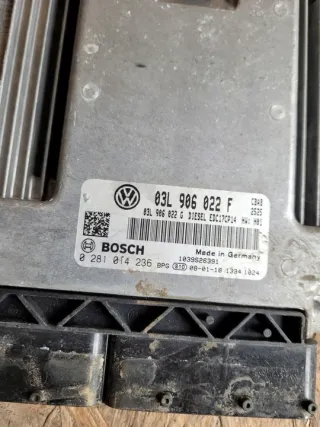 03L 906 022 F
03L 906 022 G DIESEL EDC17CP14 HW: H01
2525
BOSCH
Made in Germany
1039S26391
0 281 014 236 BPG 08-01-10